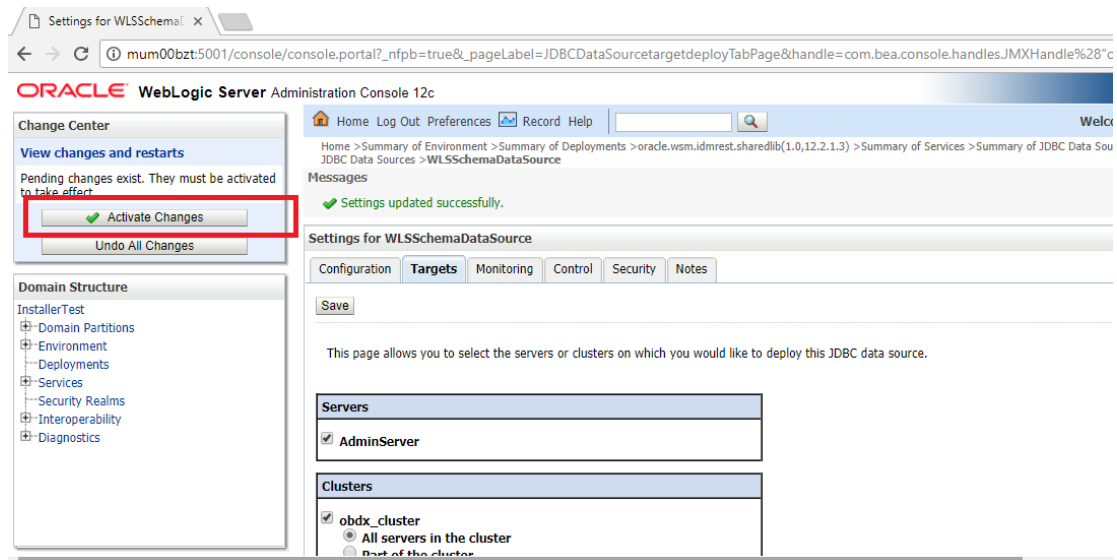 Settings for WLSSchemaD
mum00bzt:5001/console/console.portal?_nfpb=true&_pageLabel=JDBCDataSourcetargetdeployTabPage&handle=com.bea.console.handles.JMXHandle%28"c
ORACLE WebLogic Server Administration Console 12c
Change Center
View changes and restarts
Pending changes exist. They must be activated
to take effect
Activate Changes
Undo All Changes
Domain Structure
InstallerTest
Domain Partitions
Environment
Deployments
Services
Security Realms
Interoperability
Diagnostics
Home Log Out Preferences Record Help
Welco
Home >Summary of Environment >Summary of Deployments >oracle.wsm.idmrest.sharedlib(1.0,12.2.1.3) >Summary of Services >Summary of JDBC Data Sou
JDBC Data Sources >WLSSchemaDataSource
Messages
Settings updated successfully.
Settings for WLSSchemaDataSource
Configuration Targets Monitoring Control Security Notes
Save
This page allows you to select the servers or clusters on which you would like to deploy this JDBC data source.
Servers
AdminServer
Clusters
obdx_cluster
All servers in the cluster
Part of the cluster